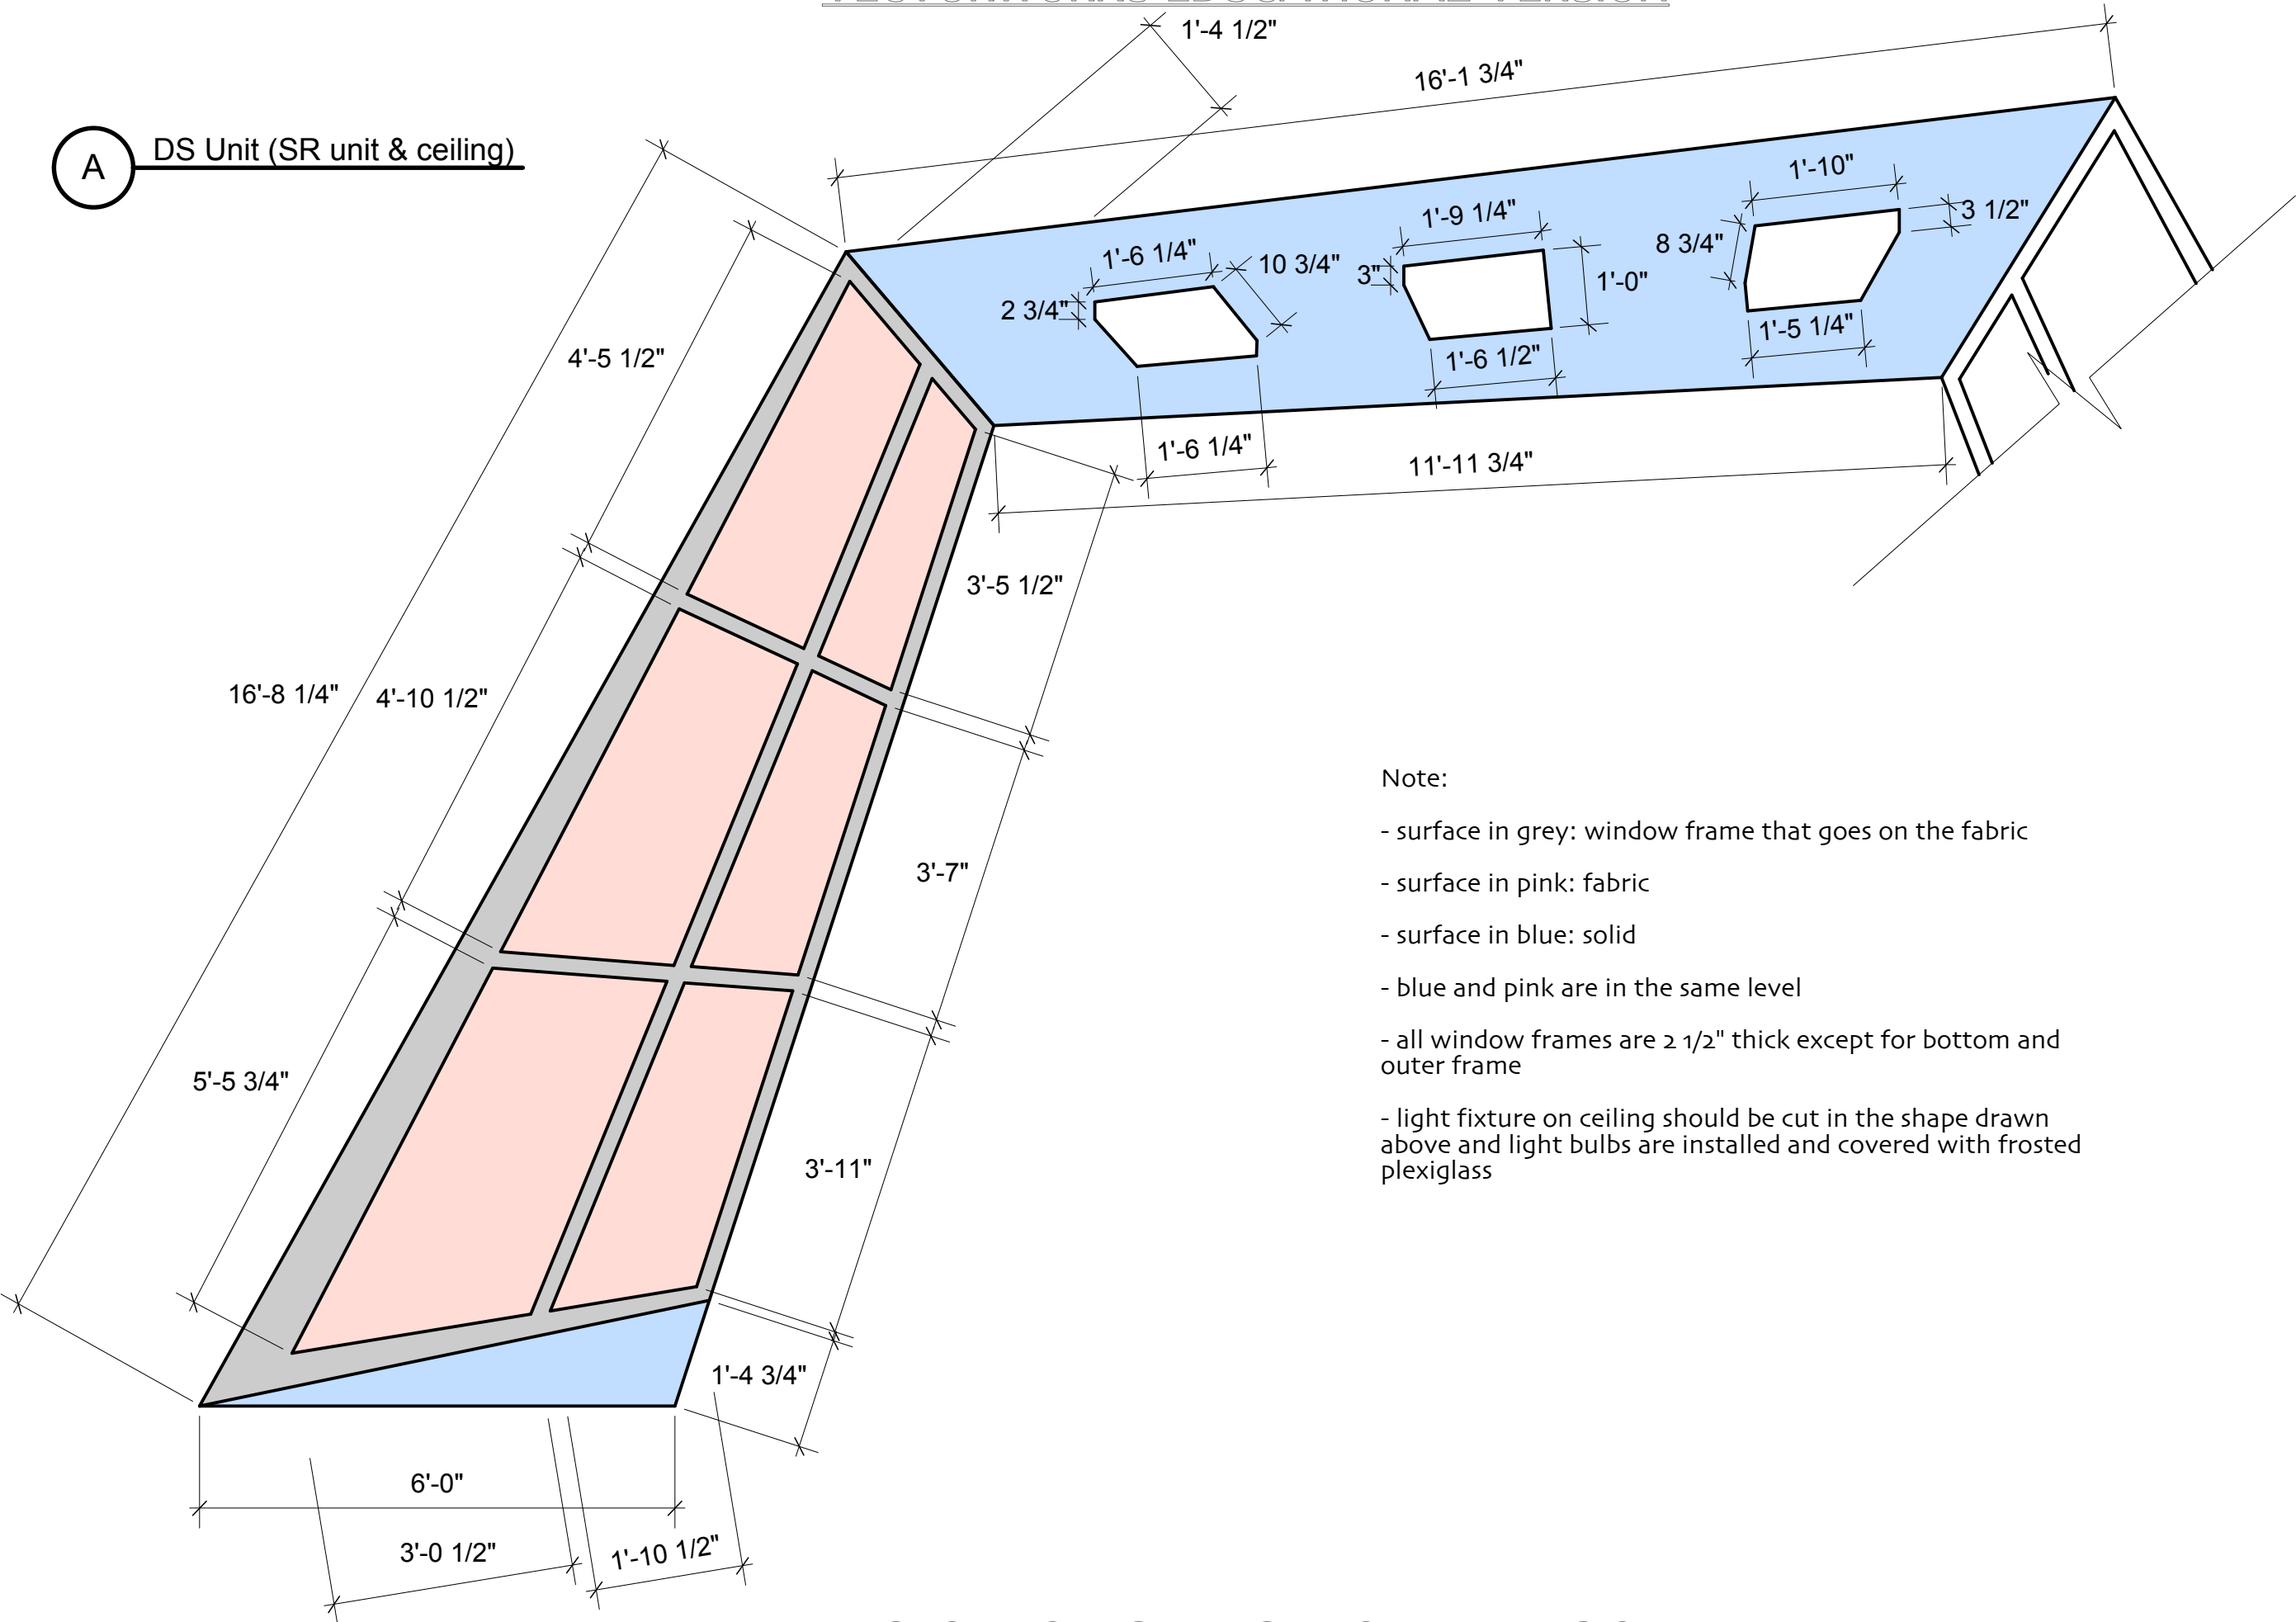 1'-4 1/2"
16'-1 3/4"
A
DS Unit (SR unit & ceiling)
1'-10"
3 1/2"
1'-9 1/4"
8 3/4"
1'-6 1/4"
10 3/4"
3"
1'-0"
2 3/4"
1'-5 1/4"
4'-5 1/2"
1'-6 1/2"
1'-6 1/4"
11'-11 3/4"
3'-5 1/2"
16'-8 1/4"
4'-10 1/2"
3'-7"
5'-5 3/4"
3'-11"
1'-4 3/4"
6'-0"
3'-0 1/2"
1'-10 1/2"
Note:
- surface in grey: window frame that goes on the fabric
- surface in pink: fabric
- surface in blue: solid
- blue and pink are in the same level
- all window frames are 2 1/2" thick except for bottom and
outer frame
- light fixture on ceiling should be cut in the shape drawn
above and light bulbs are installed and covered with frosted
plexiglass